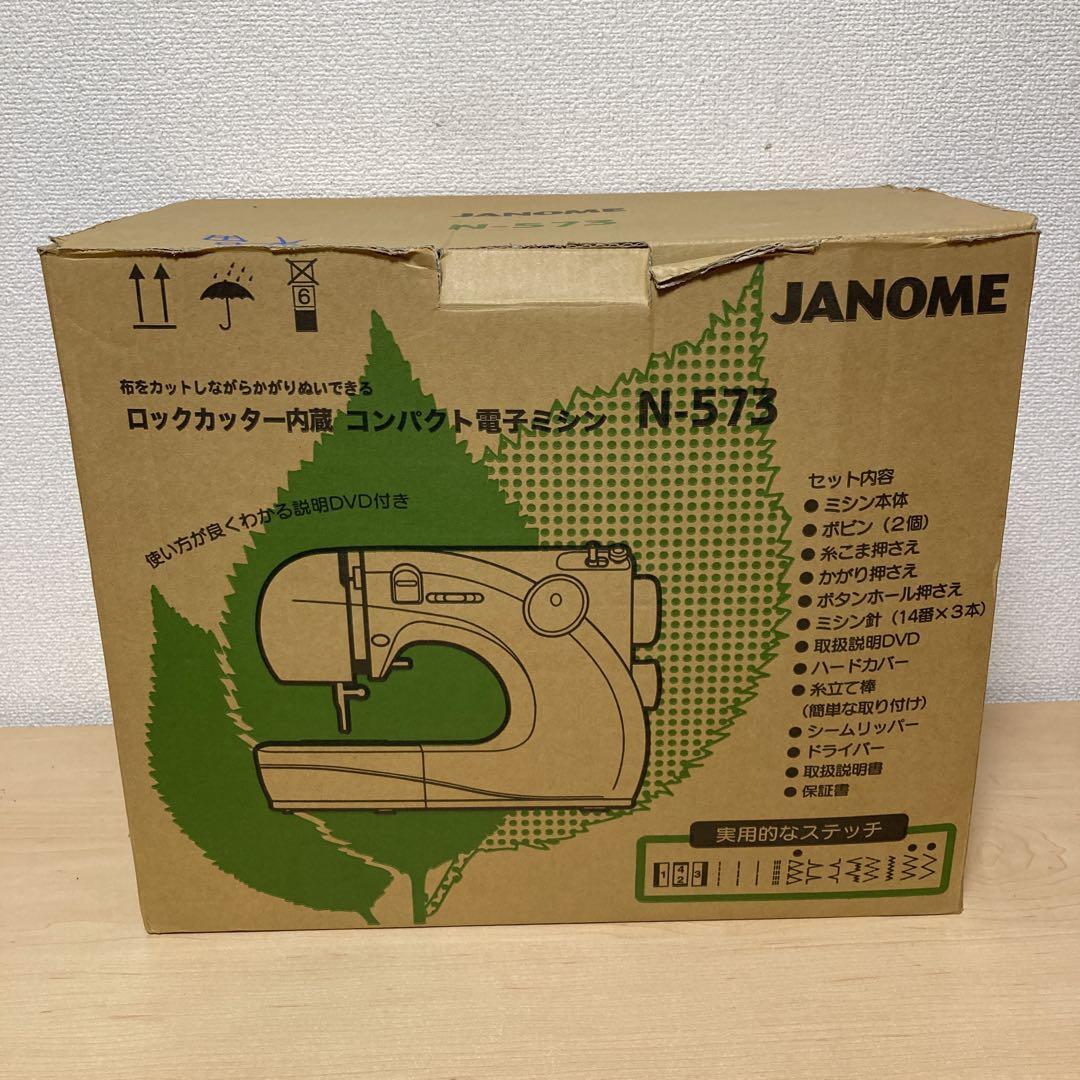 JANOME
N-573
6
JANOME
布をカットしながらかがりぬいできる
ロックカッター内蔵 コンパクト電子ミシン N-573
使い方が良くわかる説明DVD付き
セット内容
●ミシン本体
●ボビン（2個）
●糸こま押さえ
●かがり押さえ
●ボタンホール押さえ
●ミシン針（14番×3本）
●取扱説明DVD
●ハードカバー
●糸立て棒
（簡単な取り付け）
●シームリッパー
●ドライバー
●取扱説明書
●保証書
実用的なステッチ
1 4 2 3